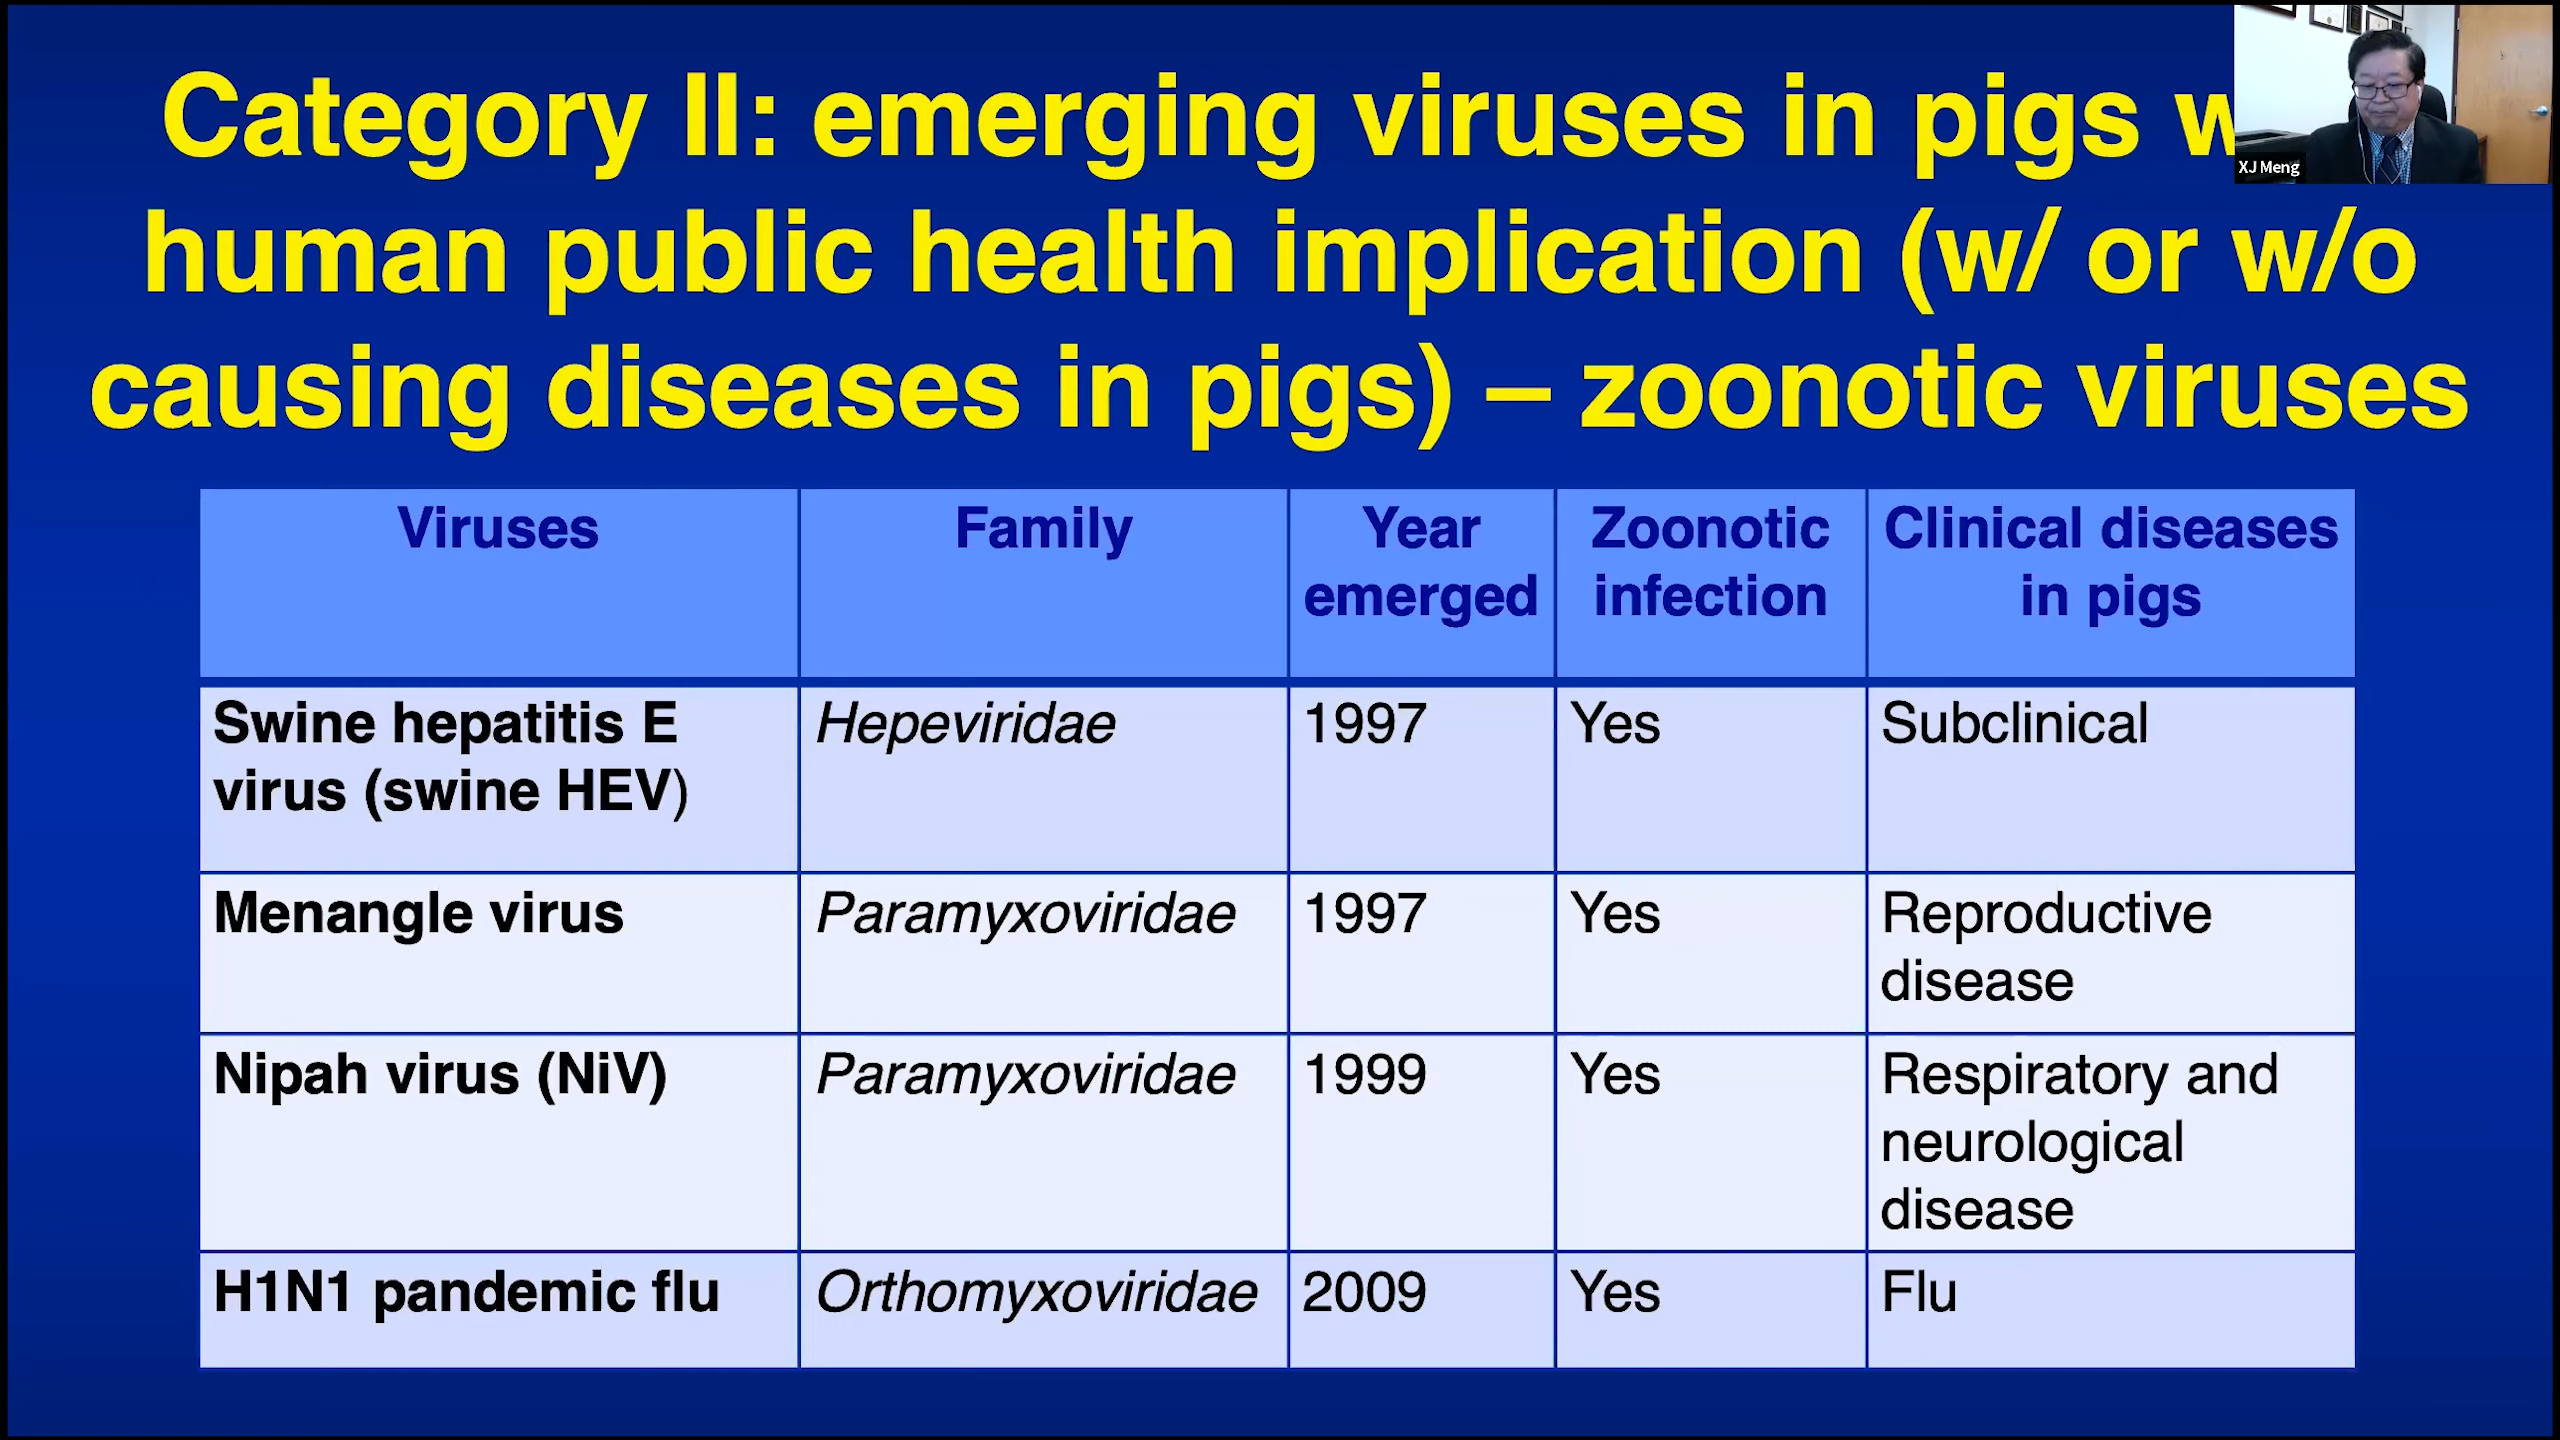 Category II: emerging viruses in pigs
human public health implication (w/ or w/o
causing diseases in pigs) – zoonotic viruses
XJ Meng
Viruses Family Year emerged Zoonotic infection Clinical diseases in pigs
Swine hepatitis E virus (swine HEV) Hepeviridae 1997 Yes Subclinical
Menangle virus Paramyxoviridae 1997 Yes Reproductive disease
Nipah virus (NiV) Paramyxoviridae 1999 Yes Respiratory and neurological disease
H1N1 pandemic flu Orthomyxoviridae 2009 Yes Flu